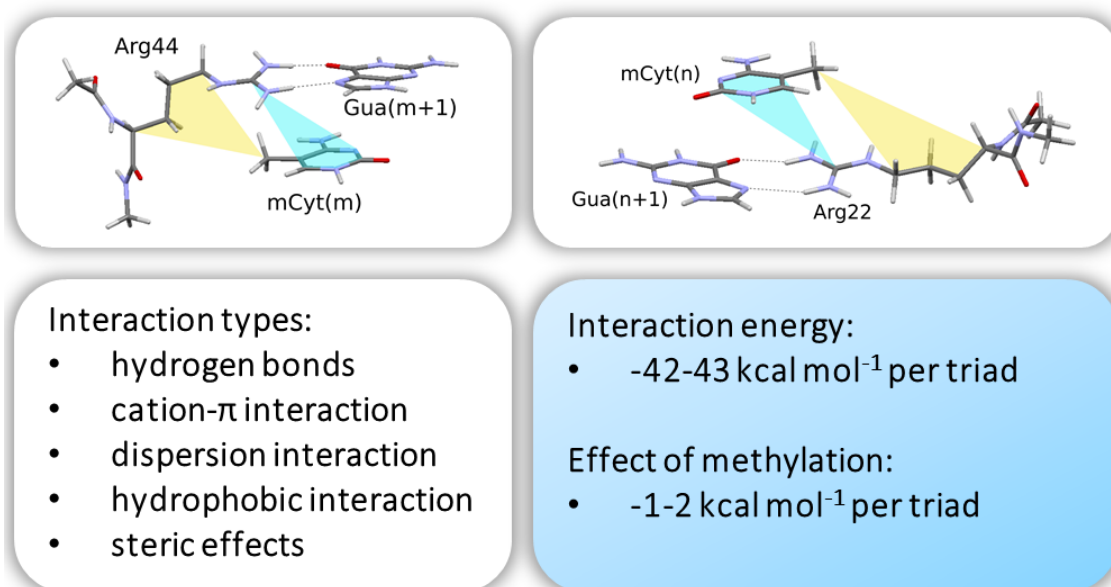 Arg44
Gua(m+1)
mCyt(m)
mCyt(n)
Gua(n+1)
Arg22
Interaction types:
• hydrogen bonds
• cation-π interaction
• dispersion interaction
• hydrophobic interaction
• steric effects
Interaction energy:
• -42-43 kcal mol⁻¹ per triad
Effect of methylation:
• -1-2 kcal mol⁻¹ per triad